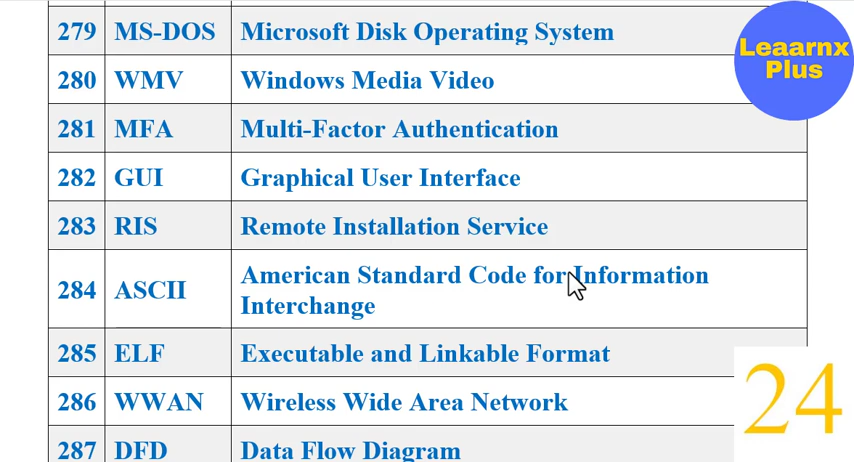 279 MS-DOS Microsoft Disk Operating System
Leaarnx
Plus
280 WMV Windows Media Video
281 MFA Multi-Factor Authentication
282 GUI Graphical User Interface
283 RIS Remote Installation Service
284 ASCII American Standard Code for Information
Interchange
285 ELF Executable and Linkable Format
286 WWAN Wireless Wide Area Network
24
287 DFD Data Flow Diagram